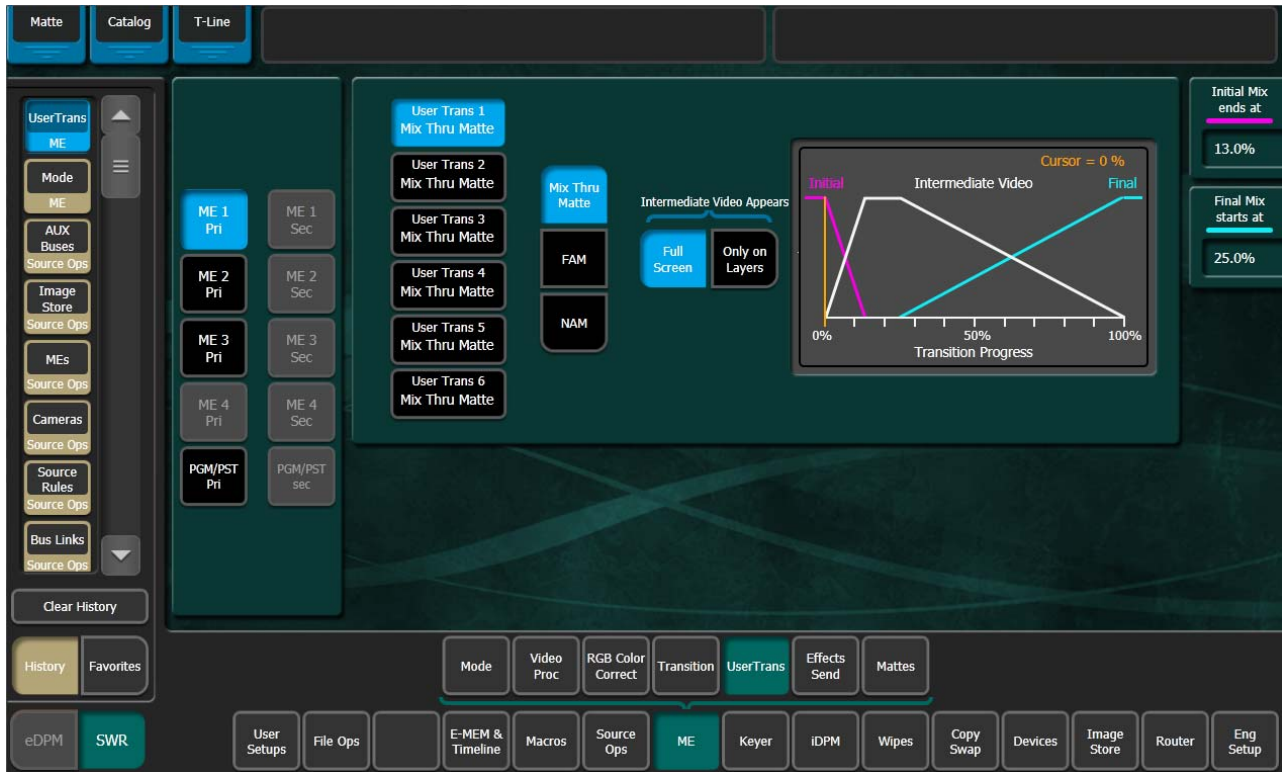 Matte
Catalog
T-Line
UserTrans
ME
Mode
ME
AUX
Buses
Source Ops
Image
Store
Source Ops
MEs
Source Ops
Cameras
Source Ops
Source
Rules
Source Ops
Bus Links
Source Ops
Clear History
History
Favorites
eDPM
SWR
ME 1
Pri
ME 1
Sec
ME 2
Pri
ME 2
Sec
ME 3
Pri
ME 3
Sec
ME 4
Pri
ME 4
Sec
PGM/PST
Pri
PGM/PST
sec
User Trans 1
Mix Thru Matte
User Trans 2
Mix Thru Matte
User Trans 3
Mix Thru Matte
User Trans 4
Mix Thru Matte
User Trans 5
Mix Thru Matte
User Trans 6
Mix Thru Matte
Mix Thru
Matte
FAM
NAM
Intermediate Video Appears
Full
Screen
Only on
Layers
Cursor = 0 %
Initial
Intermediate Video
Final
0%
50%
100%
Transition Progress
Initial Mix
ends at
13.0%
Final Mix
starts at
25.0%
Mode
Video
Proc
RGB Color
Correct
Transition
UserTrans
Effects
Send
Mattes
User
Setups
File Ops
E-MEM &
Timeline
Macros
Source
Ops
ME
Keyer
iDPM
Wipes
Copy
Swap
Devices
Image
Store
Router
Eng
Setup